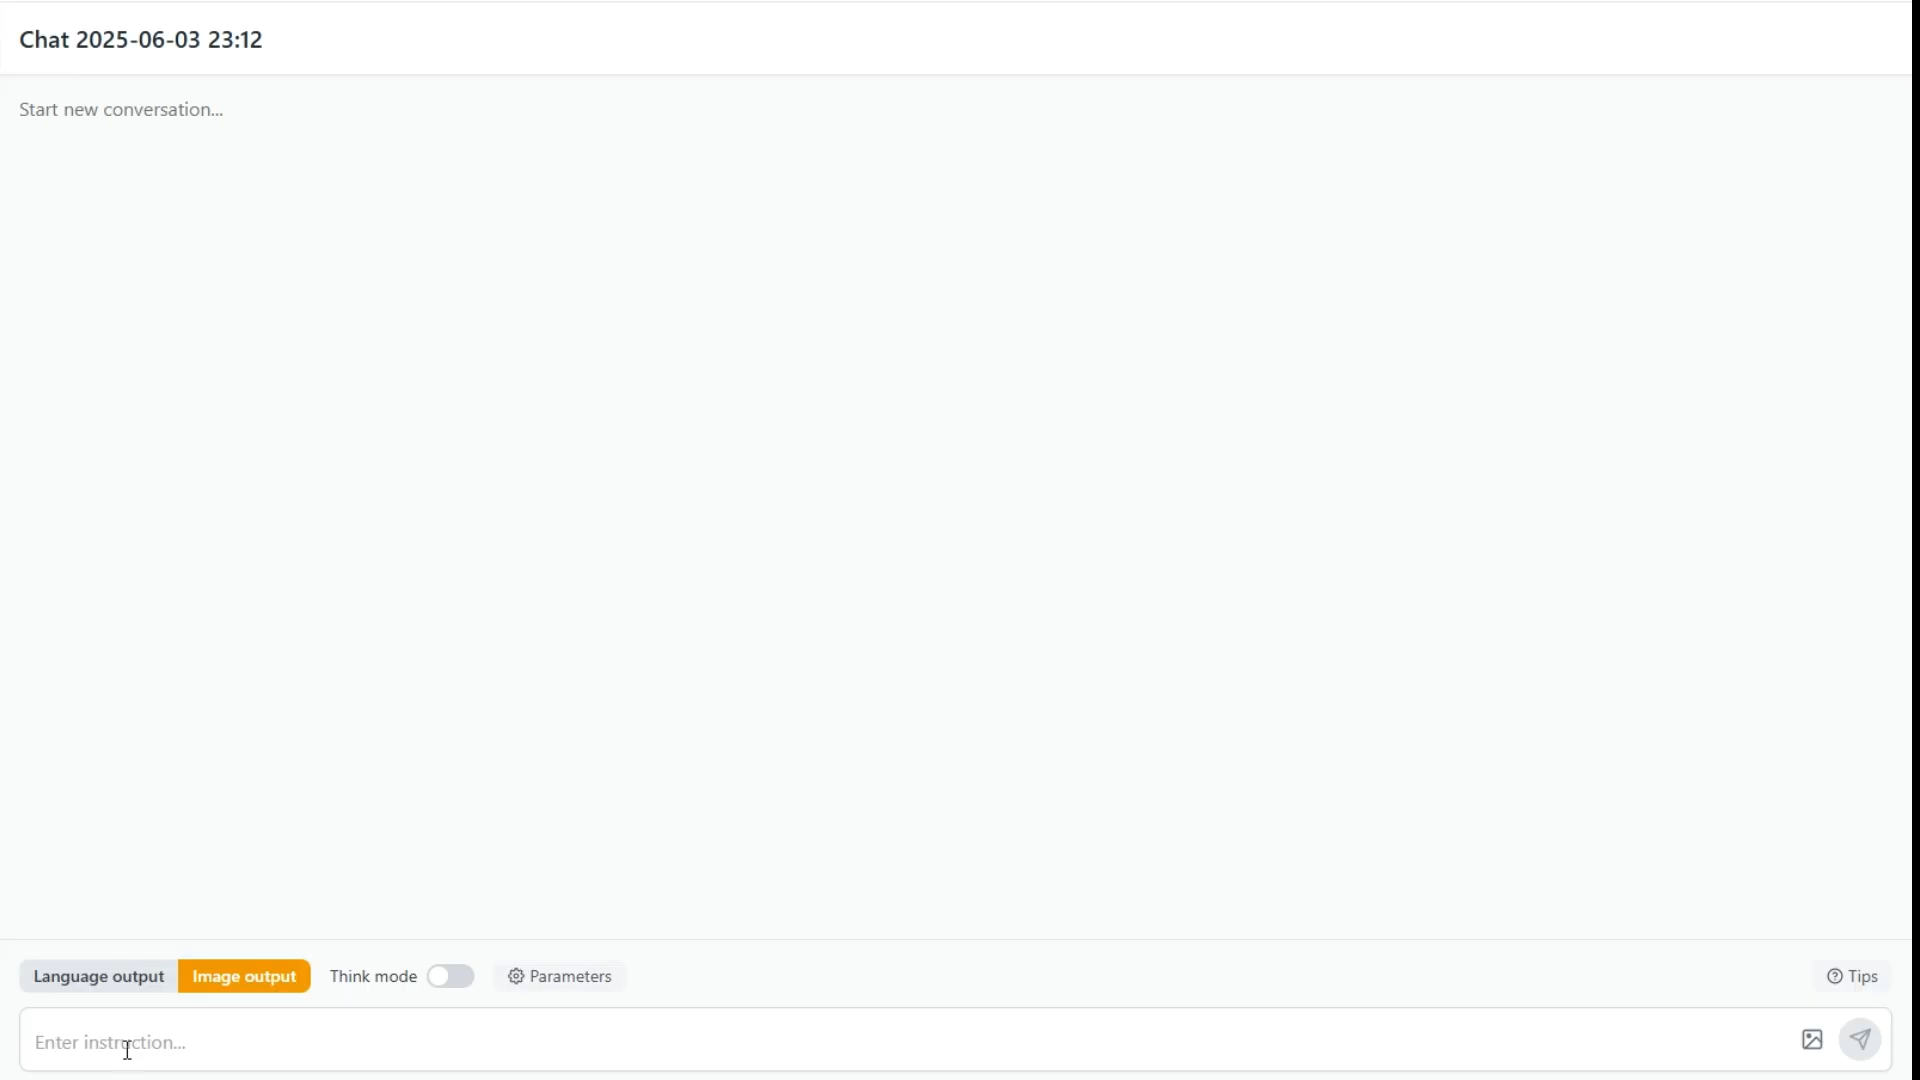 Chat 2025-06-03 23:12
Start new conversation...
Language output
Image output
Think mode
Parameters
Tips
Enter instruction...